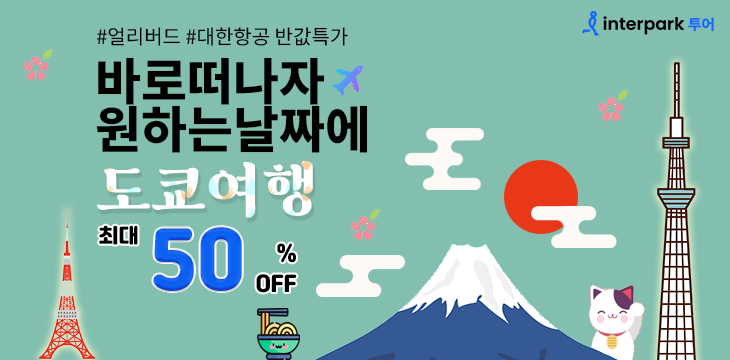 interpark 투어
#얼리버드 #대한항공 반값특가
바로떠나자
원하는날짜에
도쿄여행
최대 50% OFF